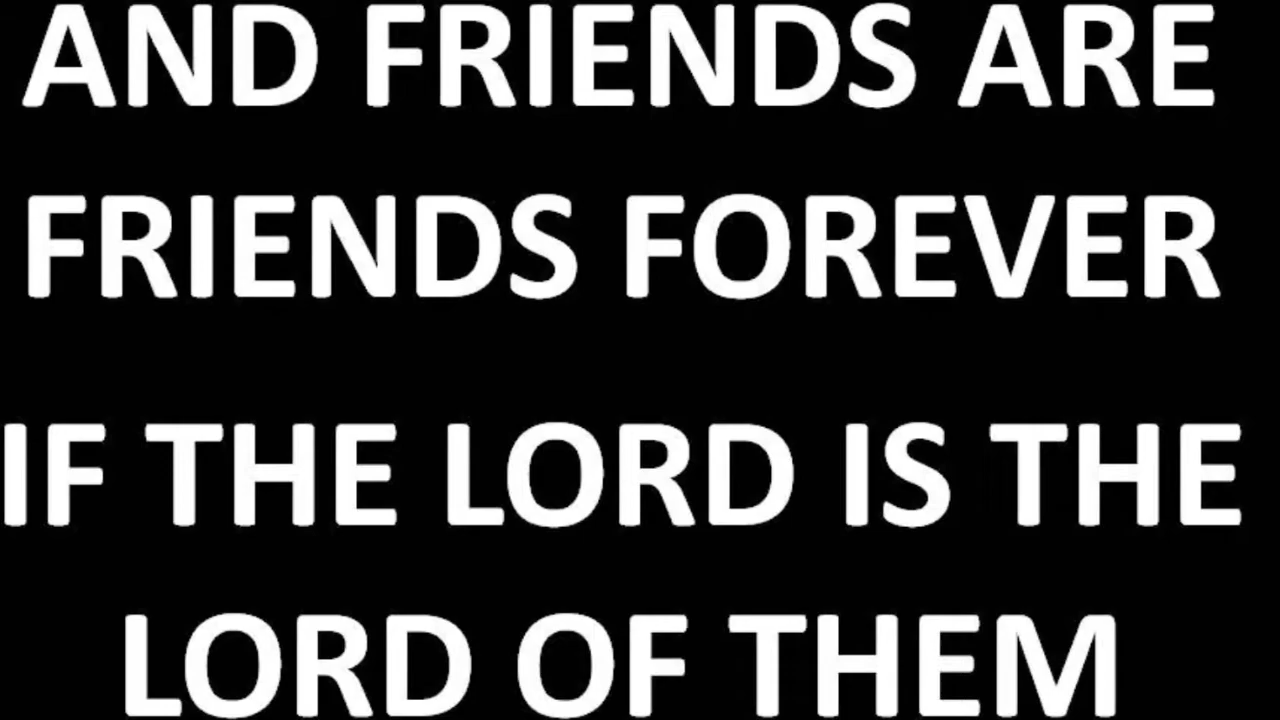 AND FRIENDS ARE
FRIENDS FOREVER
IF THE LORD IS THE
LORD OF THEM